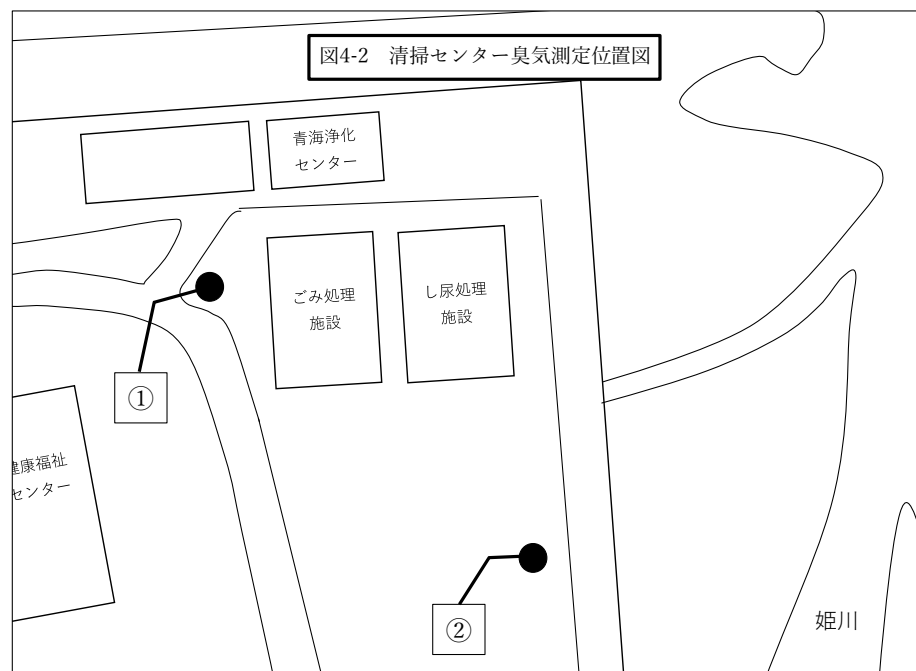 図4-2　清掃センター臭気測定位置図
青海浄化
センター
ごみ処理
施設
し尿処理
施設
①
健康福祉
センター
②
姫川